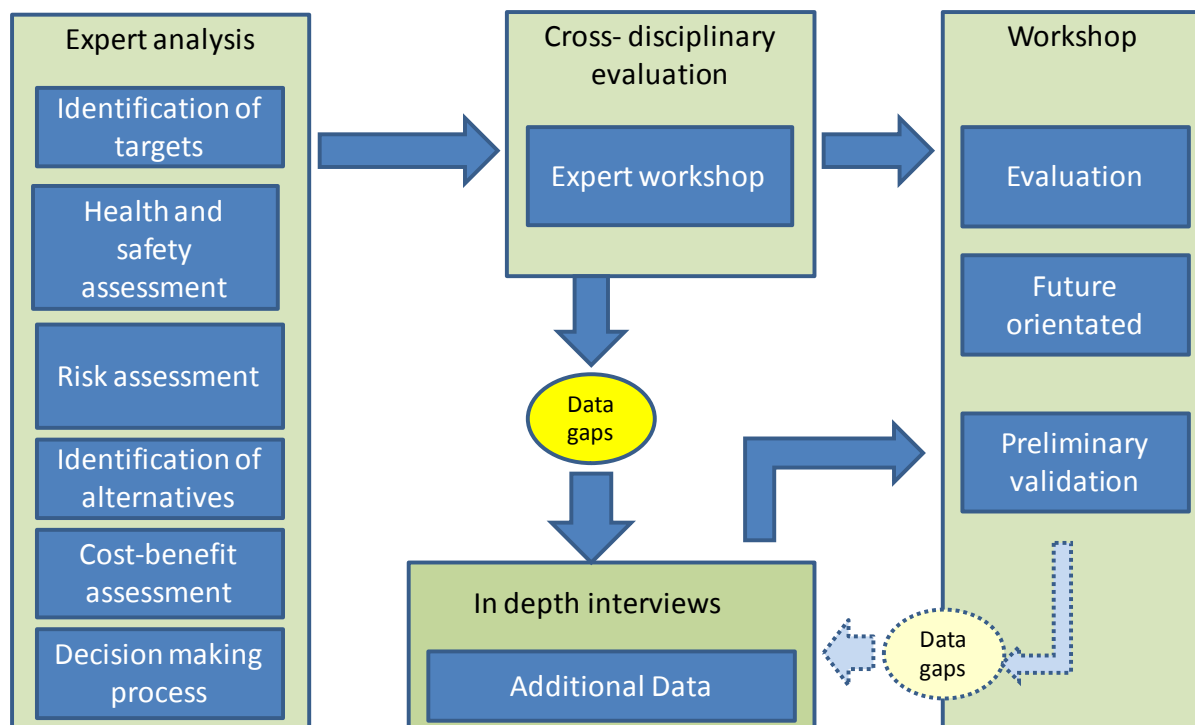 Expert analysis
Identification of
targets
Health and
safety
assessment
Risk assessment
Identification of
alternatives
Cost-benefit
assessment
Decision making
process
Cross- disciplinary
evaluation
Expert workshop
Data
gaps
In depth interviews
Additional Data
Workshop
Evaluation
Future
orientated
Preliminary
validation
Data
gaps